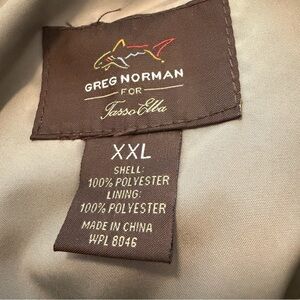 GREG NORMAN
FOR
Tasso Elba
XXL
SHELL:
100% POLYESTER
LINING:
100% POLYESTER
MADE IN CHINA
WPL 8046